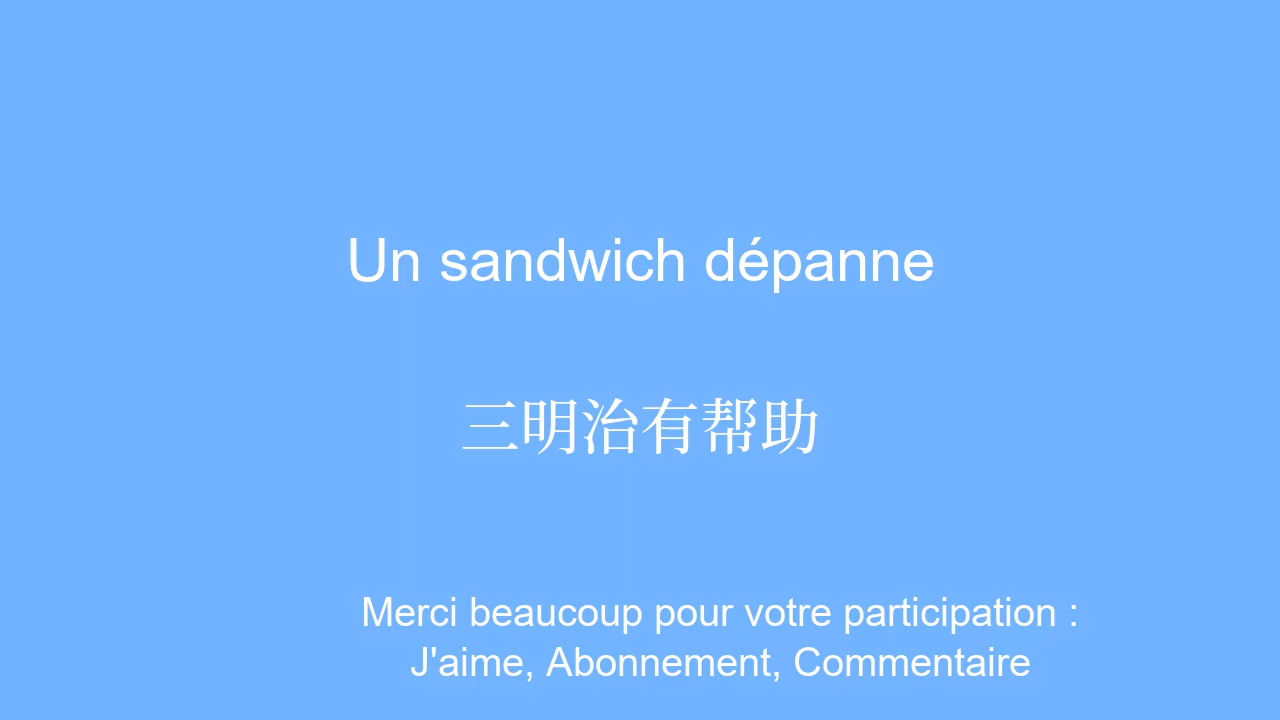 Un sandwich dépanne
三明治有帮助
Merci beaucoup pour votre participation :
J'aime, Abonnement, Commentaire